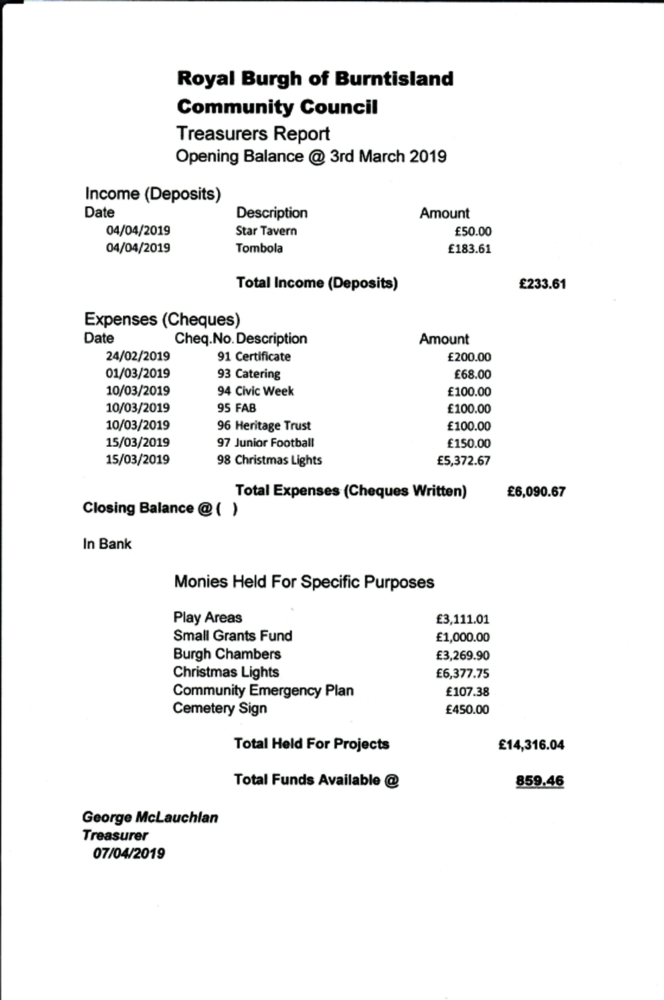 Royal Burgh of Burntisland
Community Council
Treasurers Report
Opening Balance @ 3rd March 2019
Income (Deposits)
Date Description Amount
04/04/2019 Star Tavern £50.00
04/04/2019 Tombola £183.61
Total Income (Deposits) £233.61
Expenses (Cheques)
Date Cheq.No. Description Amount
24/02/2019 91 Certificate £200.00
01/03/2019 93 Catering £68.00
10/03/2019 94 Civic Week £100.00
10/03/2019 95 FAB £100.00
10/03/2019 96 Heritage Trust £100.00
15/03/2019 97 Junior Football £150.00
15/03/2019 98 Christmas Lights £5,372.67
Total Expenses (Cheques Written) £6,090.67
Closing Balance @ ( )
In Bank
Monies Held For Specific Purposes
Play Areas £3,111.01
Small Grants Fund £1,000.00
Burgh Chambers £3,269.90
Christmas Lights £6,377.75
Community Emergency Plan £107.38
Cemetery Sign £450.00
Total Held For Projects £14,316.04
Total Funds Available @ 859.46
George McLauchlan
Treasurer
07/04/2019